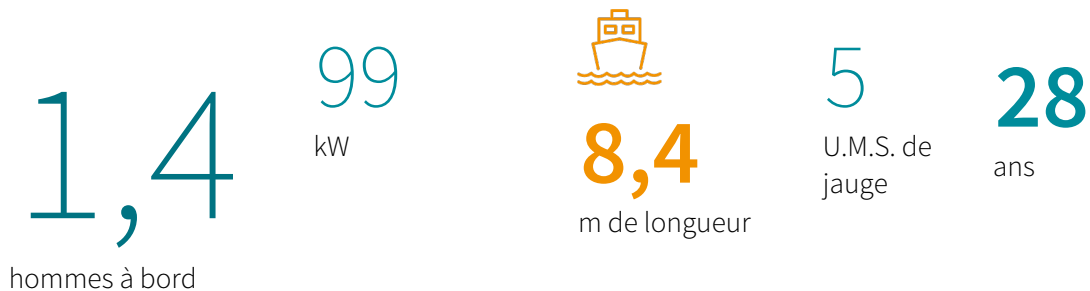 1,4
hommes à bord
99
kW
8,4
m de longueur
5
U.M.S. de
jauge
28
ans